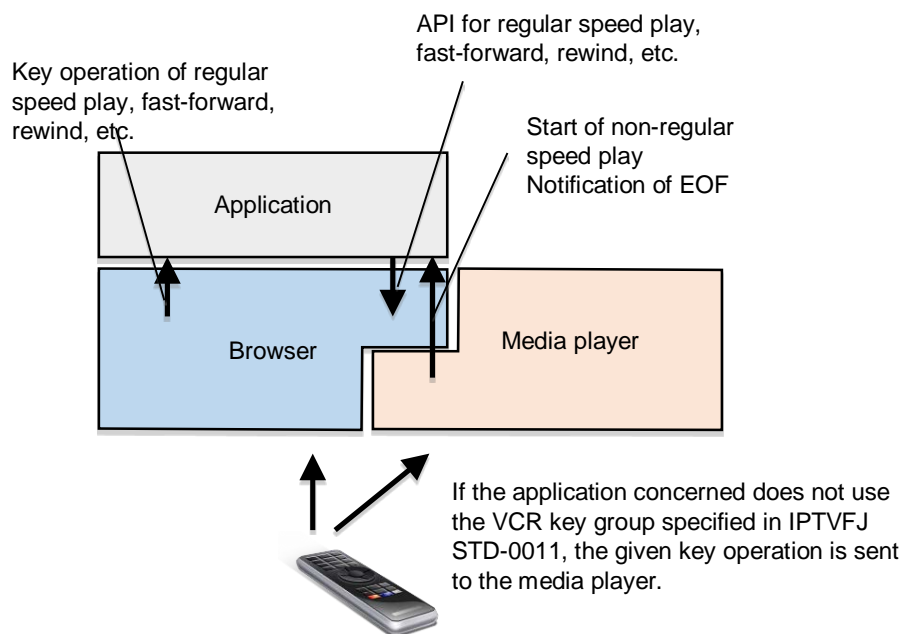 API for regular speed play,
fast-forward, rewind, etc.
Key operation of regular
speed play, fast-forward,
rewind, etc.
Start of non-regular
speed play
Notification of EOF
Application
Browser
Media player
If the application concerned does not use
the VCR key group specified in IPTVFJ
STD-0011, the given key operation is sent
to the media player.